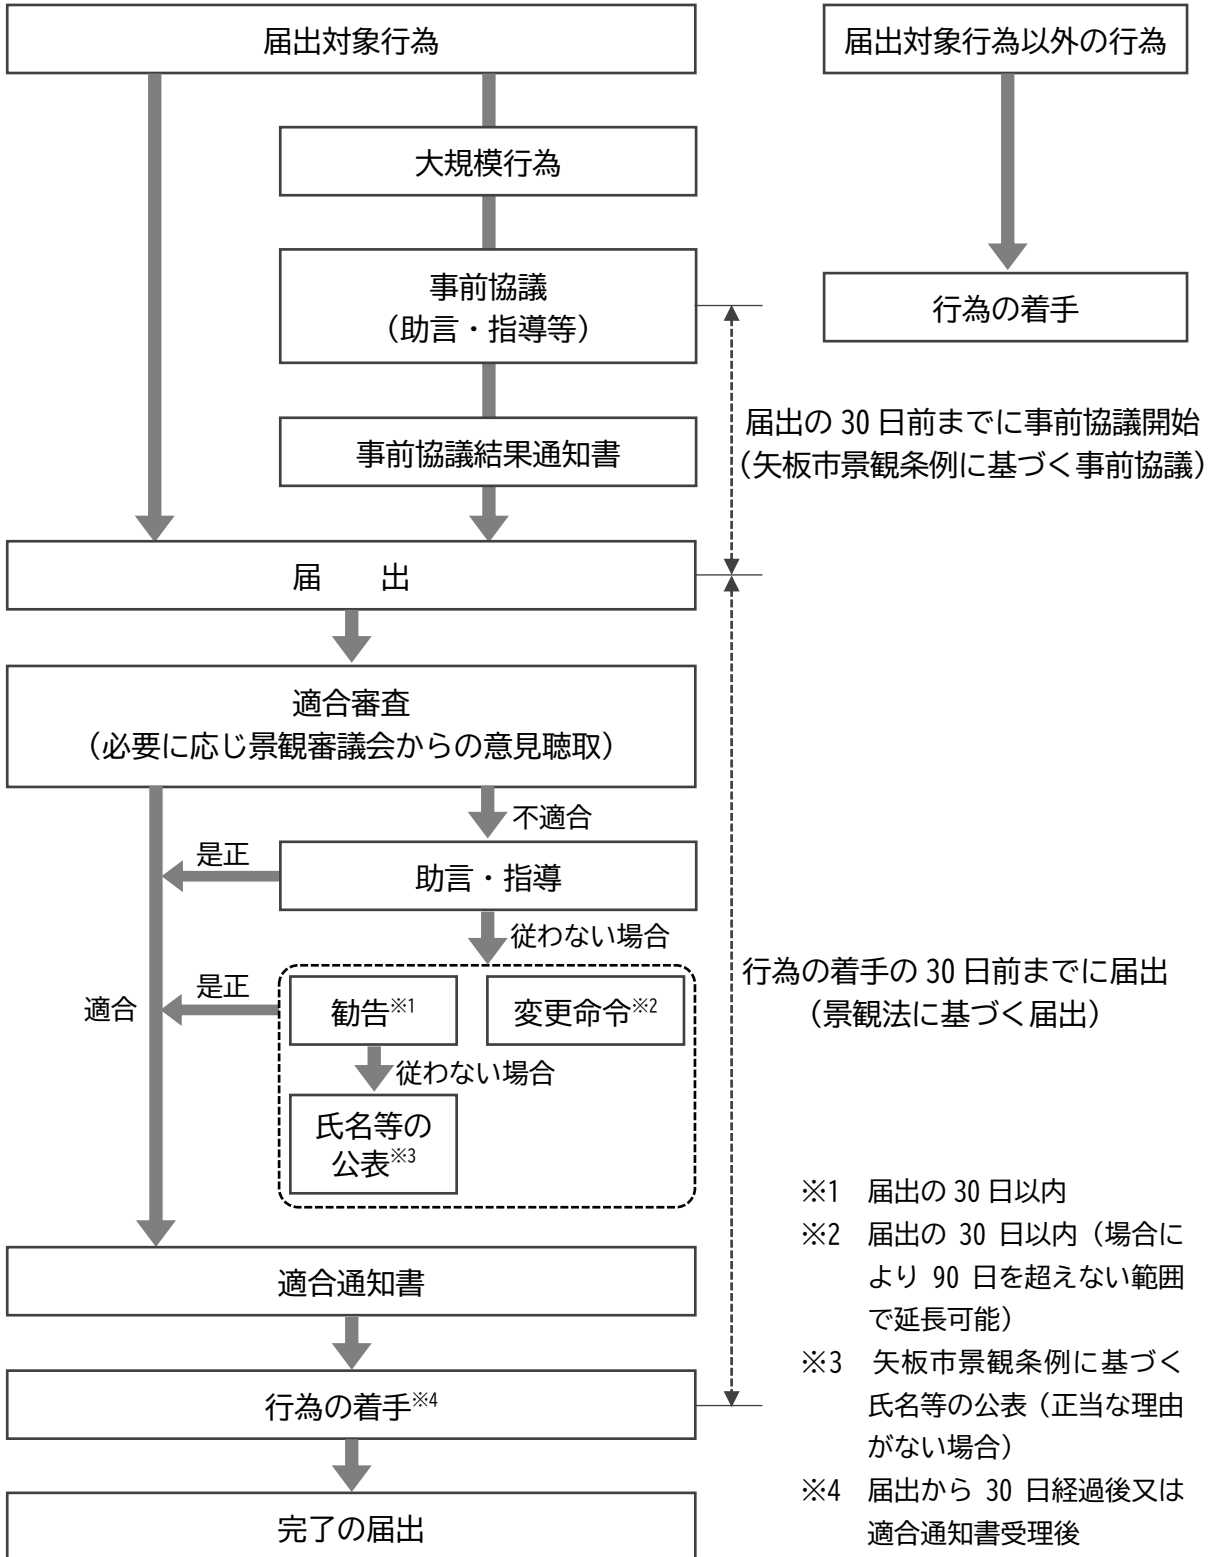 届出対象行為
届出対象行為以外の行為
大規模行為
事前協議
（助言・指導等）
行為の着手
事前協議結果通知書
届出の 30 日前までに事前協議開始
（矢板市景観条例に基づく事前協議）
届　　出
適合審査
（必要に応じ景観審議会からの意見聴取）
不適合
是正
助言・指導
従わない場合
適合
是正
勧告※1
変更命令※2
行為の着手の 30 日前までに届出
（景観法に基づく届出）
従わない場合
氏名等の
公表※3
※1　届出の 30 日以内
※2　届出の 30 日以内（場合に
より 90 日を超えない範囲
で延長可能）
※3　矢板市景観条例に基づく
氏名等の公表（正当な理由
がない場合）
※4　届出から 30 日経過後又は
適合通知書受理後
適合通知書
行為の着手※4
完了の届出